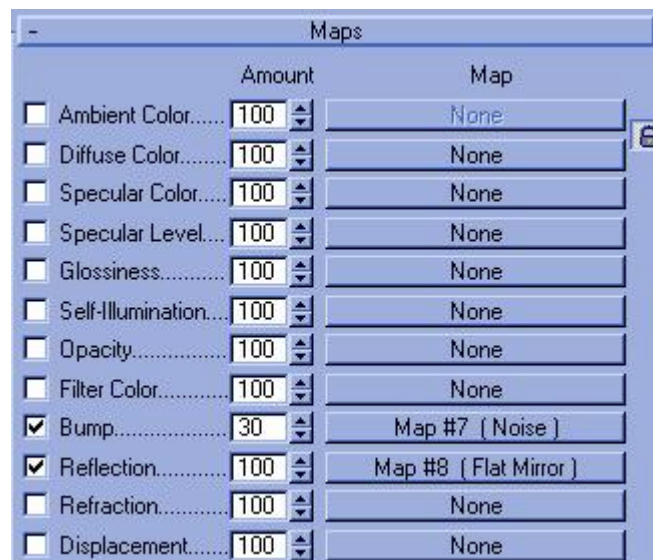 - Maps
Amount Map
Ambient Color...... 100 None
Diffuse Color........ 100 None
Specular Color..... 100 None
Specular Level.... 100 None
Glossiness........... 100 None
Self-Illumination.... 100 None
Opacity................ 100 None
Filter Color............ 100 None
Bump................... 30 Map #7 ( Noise )
Reflection............ 100 Map #8 ( Flat Mirror )
Refraction........... 100 None
Displacement....... 100 None